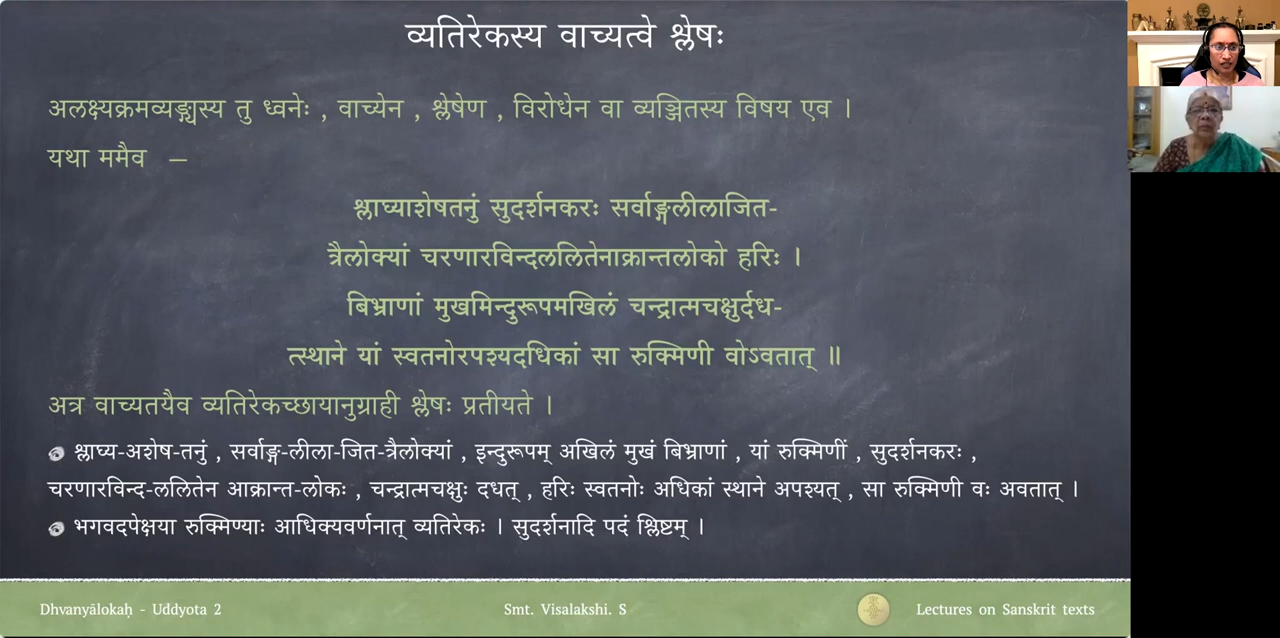 व्यतिरेकस्य वाच्यत्वे श्लेषः
अलक्ष्यक्रमव्यङ्ग्यस्य तु ध्वनेः , वाच्येन , श्लेषेण , विरोधेन वा व्यञ्जितस्य विषय एव ।
यथा ममैव –
श्लाघ्याशेषतनुं सुदर्शनकरः सर्वाङ्गलीलाजित-
त्रैलोक्यां चरणारविन्दललितेनाक्रान्तलोको हरिः ।
बिभ्राणां मुखमिन्दुरूपमखिलं चन्द्रात्मचक्षुर्दध-
त्स्थाने यां स्वतनोरपश्यदधिकां सा रुक्मिणी वोऽवतात् ॥
अत्र वाच्यतयैव व्यतिरेकच्छायानुग्राही श्लेषः प्रतीयते ।
श्लाघ्य-अशेष-तनुं , सर्वाङ्ग-लीला-जित-त्रैलोक्यां , इन्दुरूपम् अखिलं मुखं बिभ्राणां , यां रुक्मिणीं , सुदर्शनकरः ,
चरणारविन्द-ललितेन आक्रान्त-लोकः , चन्द्रात्मचक्षुः दधत् , हरिः स्वतनोः अधिकां स्थाने अपश्यत् , सा रुक्मिणी वः अवतात् ।
भगवदपेक्षया रुक्मिण्याः आधिक्यवर्णनात् व्यतिरेकः । सुदर्शनादि पदं श्लिष्टम् ।
Dhvanyālokaḥ - Uddyota 2 Smt. Visalakshi. S Lectures on Sanskrit texts